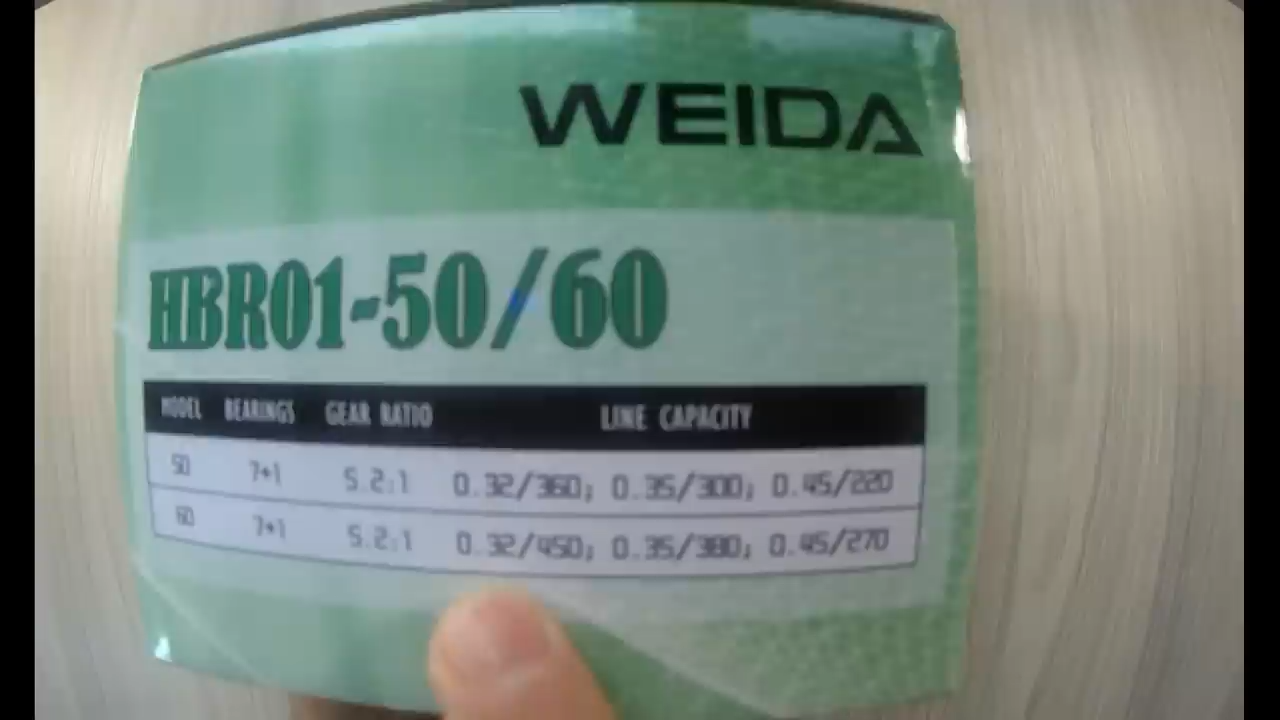 WEIDA
HBR01-50/60
MODEL BEARINGS GEAR RATIO LINE CAPACITY
50 7+1 5.2:1 0.32/360; 0.35/300; 0.45/220
60 7+1 5.2:1 0.32/450; 0.35/380; 0.45/270